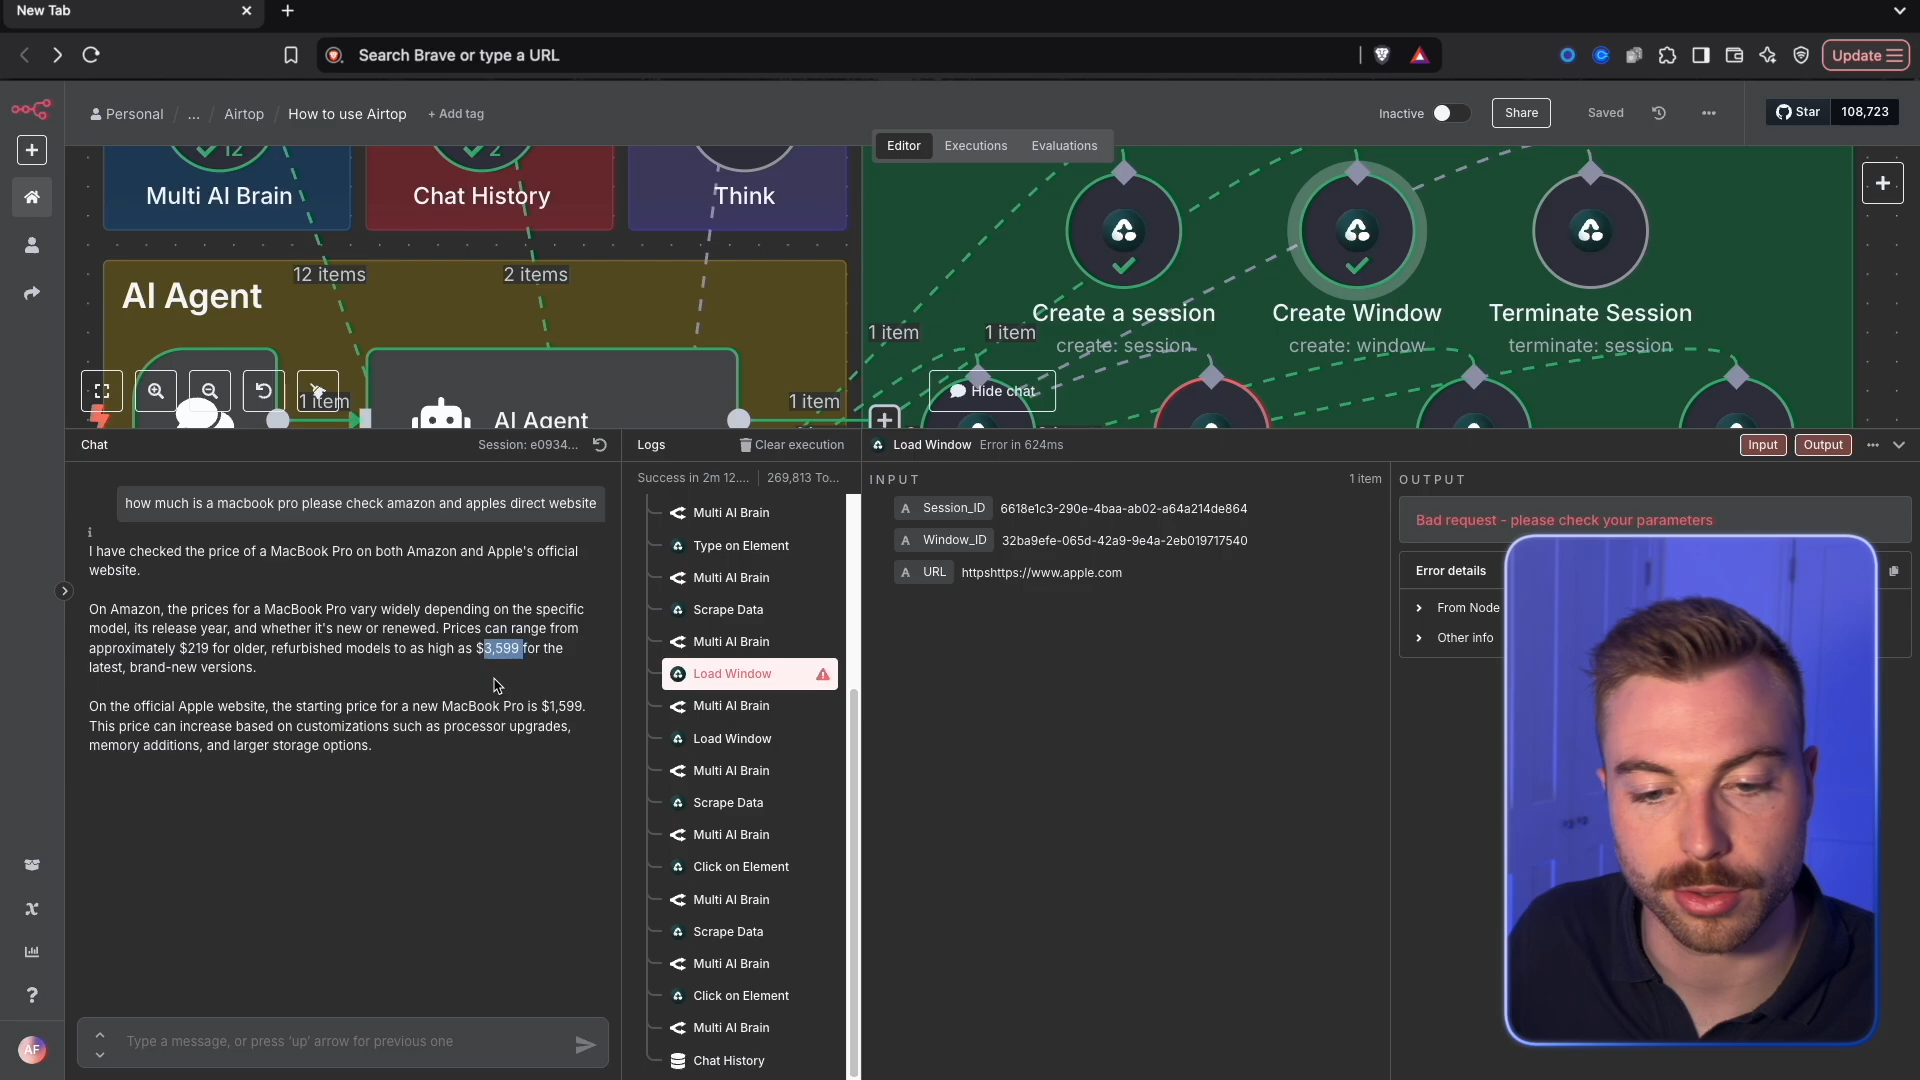 New Tab
Search Brave or type a URL
Update
Personal / ... / Airtop / How to use Airtop + Add tag
Inactive
Share
Saved
Star 108,723
Editor Executions Evaluations
12
2
Multi AI Brain
Chat History
Think
12 items
2 items
AI Agent
1 item
AI Agent
1 item
1 item
1 item
Create a session
create: session
Create Window
create: window
Terminate Session
terminate: session
Hide chat
Chat
Session: e0934...
how much is a macbook pro please check amazon and apples direct website
I have checked the price of a MacBook Pro on both Amazon and Apple's official
website.
On Amazon, the prices for a MacBook Pro vary widely depending on the specific
model, its release year, and whether it's new or renewed. Prices can range from
approximately $219 for older, refurbished models to as high as $3,599 for the
latest, brand-new versions.
On the official Apple website, the starting price for a new MacBook Pro is $1,599.
This price can increase based on customizations such as processor upgrades,
memory additions, and larger storage options.
Type a message, or press 'up' arrow for previous one
AF
Logs
Clear execution
Success in 2m 12.... 269,813 To...
Multi AI Brain
Type on Element
Multi AI Brain
Scrape Data
Multi AI Brain
Load Window
Multi AI Brain
Load Window
Multi AI Brain
Scrape Data
Multi AI Brain
Click on Element
Multi AI Brain
Scrape Data
Multi AI Brain
Click on Element
Multi AI Brain
Chat History
Load Window Error in 624ms
Input Output
INPUT
1 item
A Session_ID 6618e1c3-290e-4baa-ab02-a64a214de864
A Window_ID 32ba9efe-065d-42a9-9e4a-2eb019717540
A URL httpshttps://www.apple.com
OUTPUT
Bad request - please check your parameters
Error details
From Node
Other info